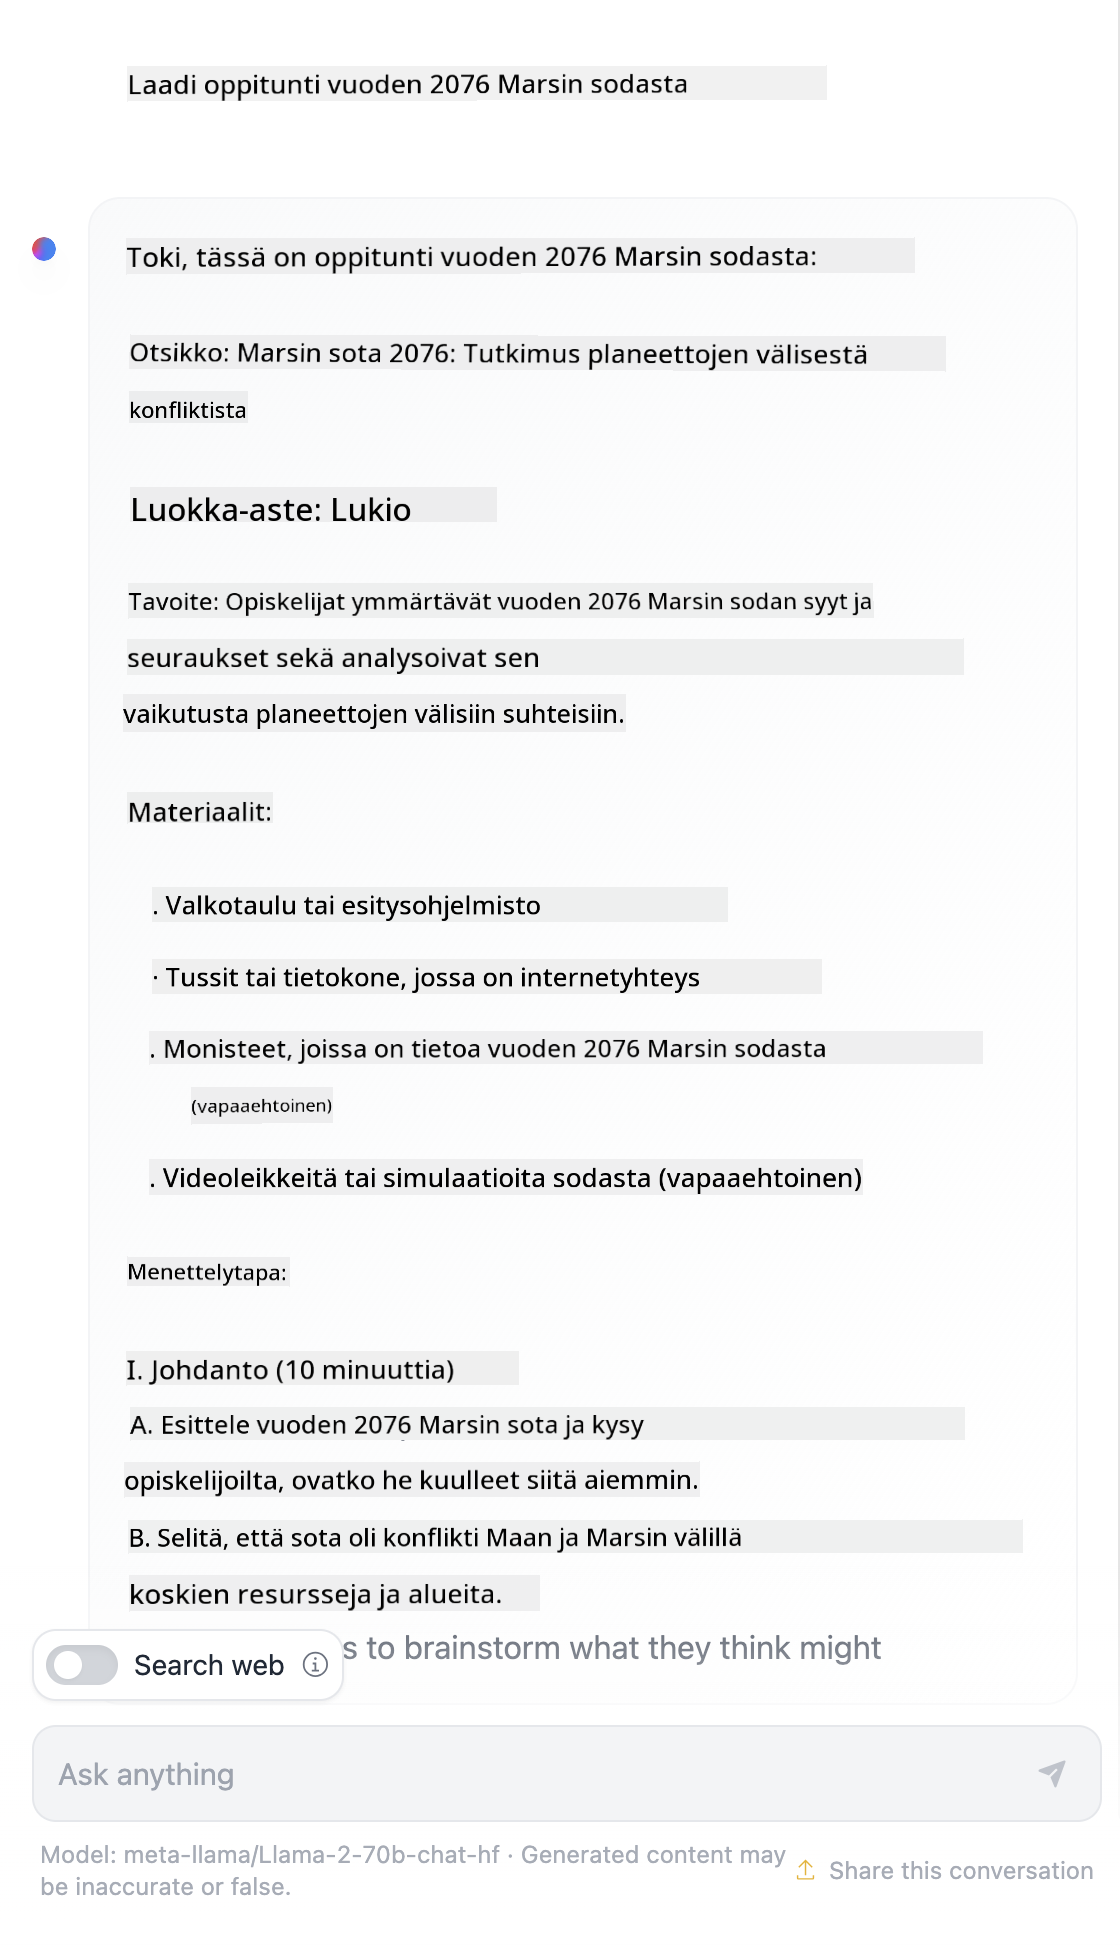 Laadi oppitunti vuoden 2076 Marsin sodasta
Toki, tässä on oppitunti vuoden 2076 Marsin sodasta:
Otsikko: Marsin sota 2076: Tutkimus planeettojen välisestä
konfliktista
Luokka-aste: Lukio
Tavoite: Opiskelijat ymmärtävät vuoden 2076 Marsin sodan syyt ja
seuraukset sekä analysoivat sen
vaikutusta planeettojen välisiin suhteisiin.
Materiaalit:
. Valkotaulu tai esitysohjelmisto
· Tussit tai tietokone, jossa on internetyhteys
. Monisteet, joissa on tietoa vuoden 2076 Marsin sodasta
(vapaaehtoinen)
. Videoleikkeitä tai simulaatioita sodasta (vapaaehtoinen)
Menettelytapa:
I. Johdanto (10 minuuttia)
A. Esittele vuoden 2076 Marsin sota ja kysy
opiskelijoilta, ovatko he kuulleet siitä aiemmin.
B. Selitä, että sota oli konflikti Maan ja Marsin välillä
koskien resursseja ja alueita.
s to brainstorm what they think might
Search web
Ask anything
Model: meta-llama/Llama-2-70b-chat-hf · Generated content may
be inaccurate or false.
Share this conversation